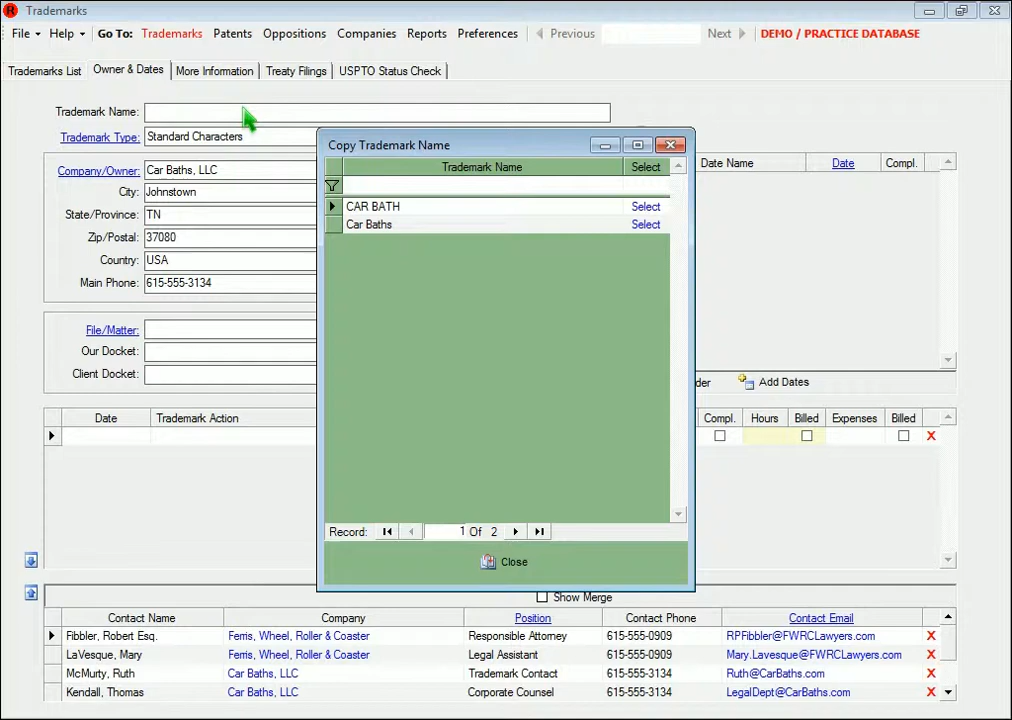 R Trademarks
File Help Go To: Trademarks Patents Oppositions Companies Reports Preferences Previous Next DEMO / PRACTICE DATABASE
Trademarks List Owner & Dates More Information Treaty Filings USPTO Status Check
Trademark Name:
Trademark Type: Standard Characters
Company/Owner: Car Baths, LLC
City: Johnstown
State/Province: TN
Zip/Postal: 37080
Country: USA
Main Phone: 615-555-3134
File/Matter:
Our Docket:
Client Docket:
Copy Trademark Name
Trademark Name Select
CAR BATH Select
Car Baths Select
Record: 1 Of 2
Close
Date Name Date Compl.
der Add Dates
Date Trademark Action Compl. Hours Billed Expenses Billed
X
Show Merge
Contact Name Company Position Contact Phone Contact Email
Fibbler, Robert Esq. Ferris, Wheel, Roller & Coaster Responsible Attorney 615-555-0909 RPFibbler@FWRCLawyers.com X
LaVesque, Mary Ferris, Wheel, Roller & Coaster Legal Assistant 615-555-0909 Mary.Lavesque@FWRCLawyers.com X
McMurty, Ruth Car Baths, LLC Trademark Contact 615-555-3134 Ruth@CarBaths.com X
Kendall, Thomas Car Baths, LLC Corporate Counsel 615-555-3134 LegalDept@CarBaths.com X